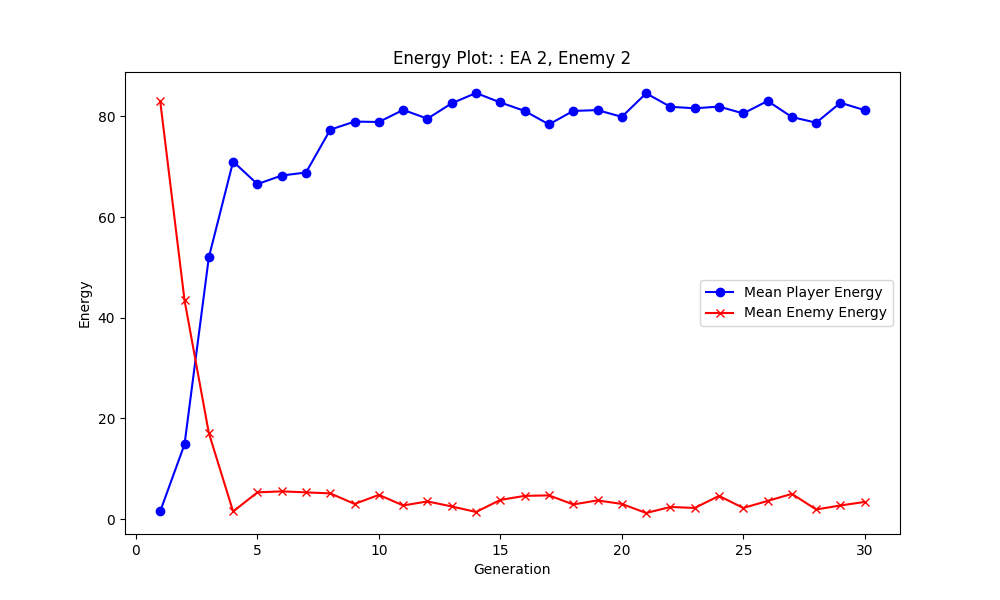 Energy Plot: : EA 2, Enemy 2
80
60
40
20
0
Energy
Mean Player Energy
Mean Enemy Energy
0 5 10 15 20 25 30
Generation